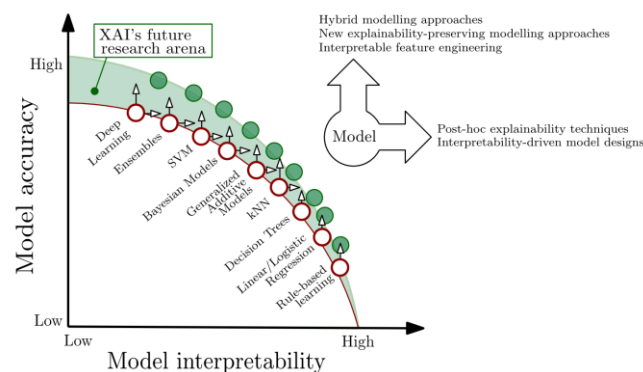 XAI's future
research arena
High
Deep
Learning
Ensembles
SVM
Bayesian Models
Generalized
Additive
Models
kNN
Decision Trees
Linear/Logistic
Regression
Rule-based
learning
Model accuracy
Low
Low
High
Model interpretability
Hybrid modelling approaches
New explainability-preserving modelling approaches
Interpretable feature engineering
Model
Post-hoc explainability techniques
Interpretability-driven model designs